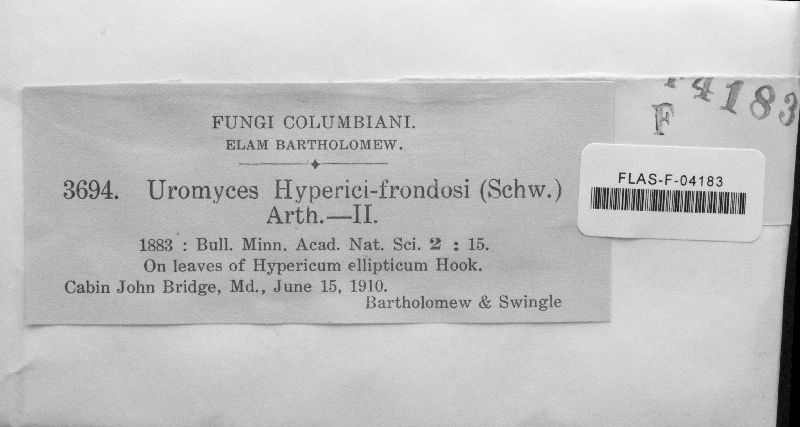 FUNGI COLUMBIANI.
ELAM BARTHOLOMEW.
3694. Uromyces Hyperici-frondosi (Schw.)
Arth.—II.
1883 : Bull. Minn. Acad. Nat. Sci. 2 : 15.
On leaves of Hypericum ellipticum Hook.
Cabin John Bridge, Md., June 15, 1910.
Bartholomew & Swingle
F4183
F
FLAS-F-04183